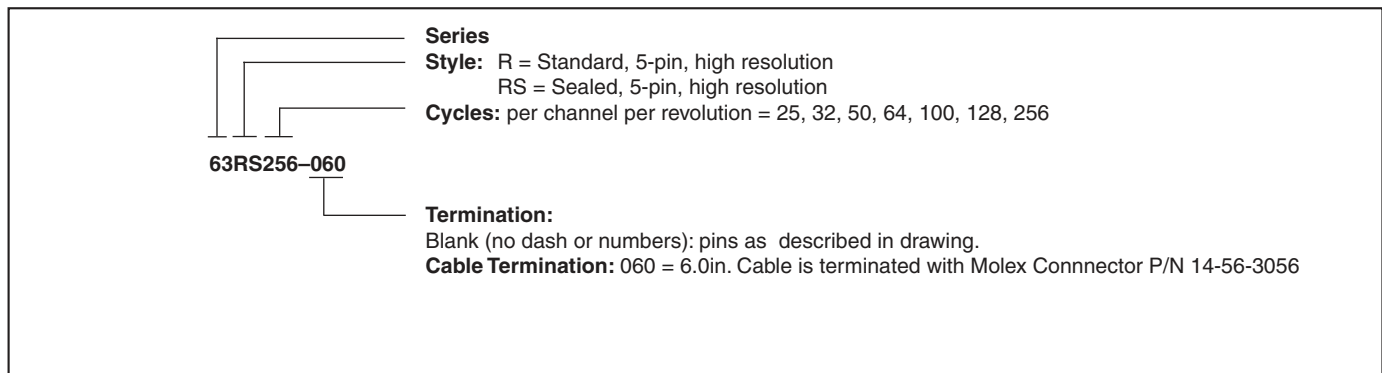 Series
Style: R = Standard, 5-pin, high resolution
RS = Sealed, 5-pin, high resolution
Cycles: per channel per revolution = 25, 32, 50, 64, 100, 128, 256
63RS256–060
Termination:
Blank (no dash or numbers): pins as described in drawing.
Cable Termination: 060 = 6.0in. Cable is terminated with Molex Connnector P/N 14-56-3056